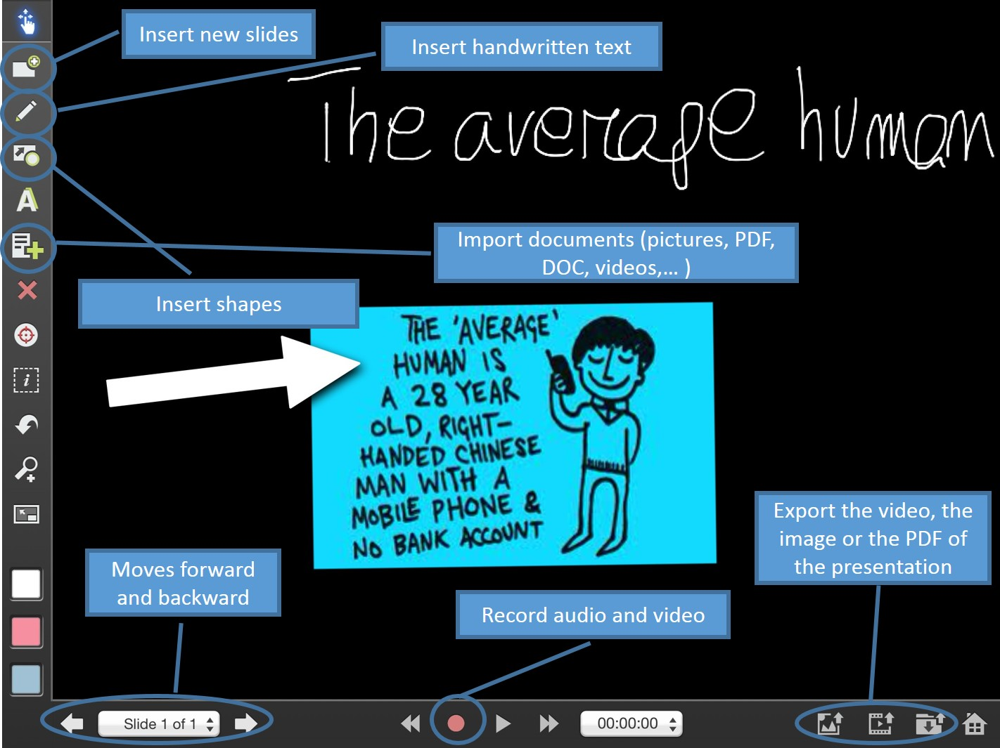 Insert new slides
Insert handwritten text
The average human
Import documents (pictures, PDF,
DOC, videos,... )
Insert shapes
THE 'AVERAGE'
HUMAN IS
A 28 YEAR
OLD, RIGHT-
HANDED CHINESE
MAN WITH A
MOBILE PHONE &
NO BANK ACCOUNT
Export the video, the
image or the PDF of
the presentation
Moves forward
and backward
Record audio and video
Slide 1 of 1
00:00:00
A
i